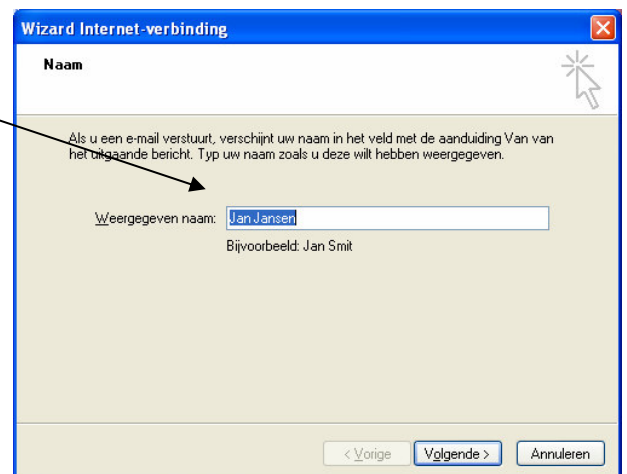 Wizard Internet-verbinding
Naam
Als u een e-mail verstuurt, verschijnt uw naam in het veld met de aanduiding Van van
het uitgaande bericht. Typ uw naam zoals u deze wilt hebben weergegeven.
Weergegeven naam: Jan Jansen
Bijvoorbeeld: Jan Smit
< Vorige Volgende > Annuleren